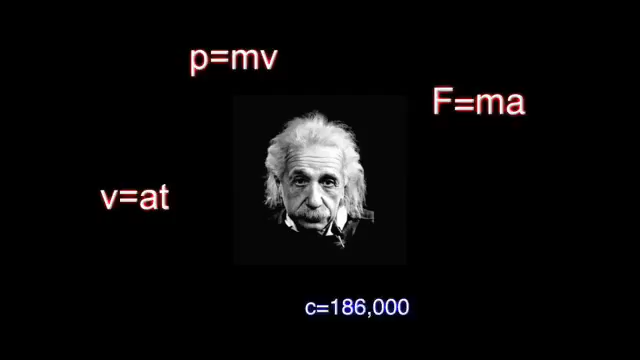 p=mv
F=ma
v=at
c=186,000